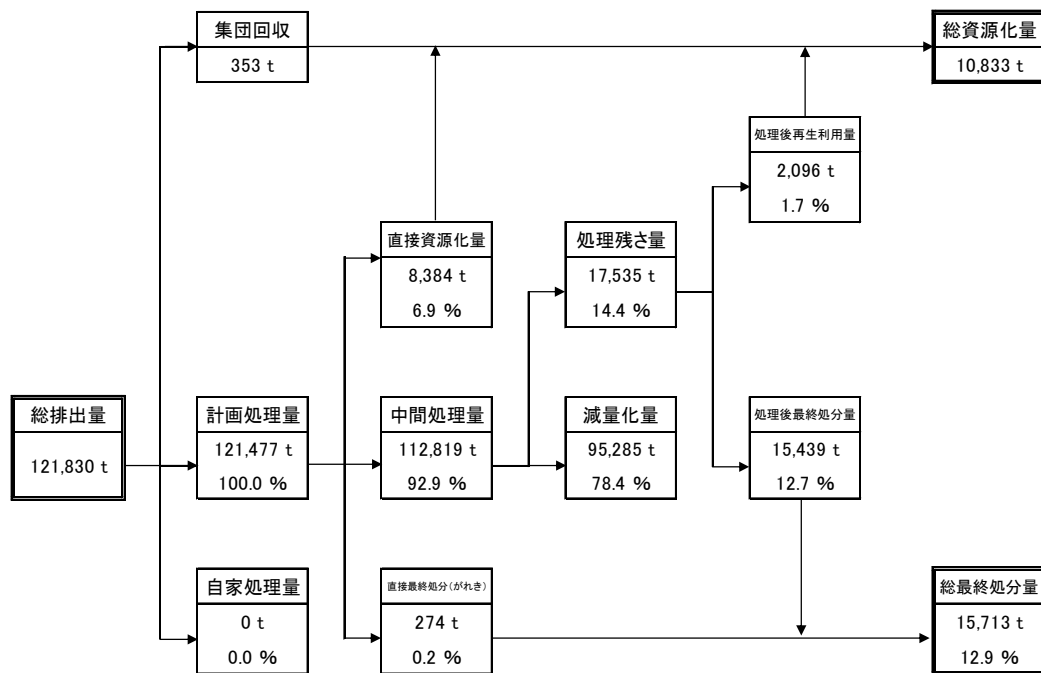 集団回収
353 t
総資源化量
10,833 t
処理後再生利用量
2,096 t
1.7 %
直接資源化量
8,384 t
6.9 %
処理残さ量
17,535 t
14.4 %
総排出量
121,830 t
計画処理量
121,477 t
100.0 %
中間処理量
112,819 t
92.9 %
減量化量
95,285 t
78.4 %
処理後最終処分量
15,439 t
12.7 %
自家処理量
0 t
0.0 %
直接最終処分(がれき)
274 t
0.2 %
総最終処分量
15,713 t
12.9 %